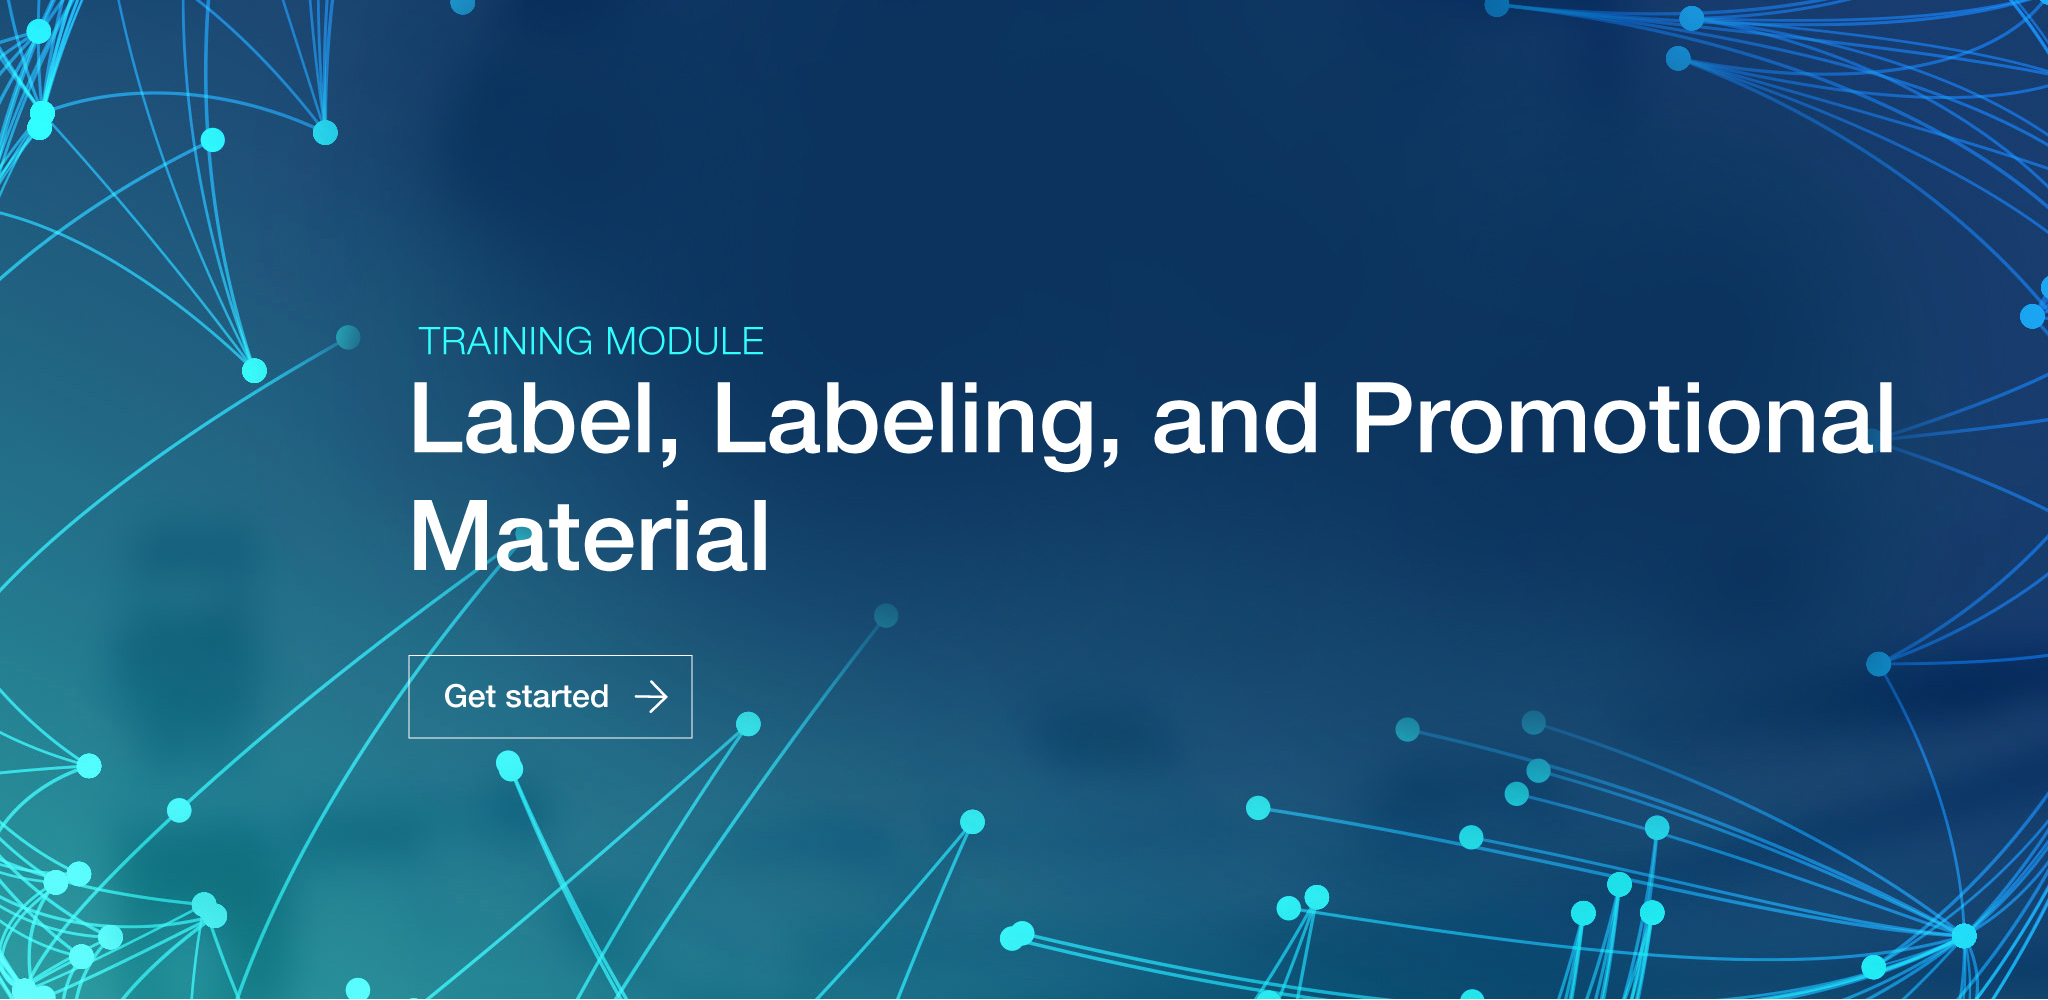 TRAINING MODULE
Label, Labeling, and Promotional
Material
Get started